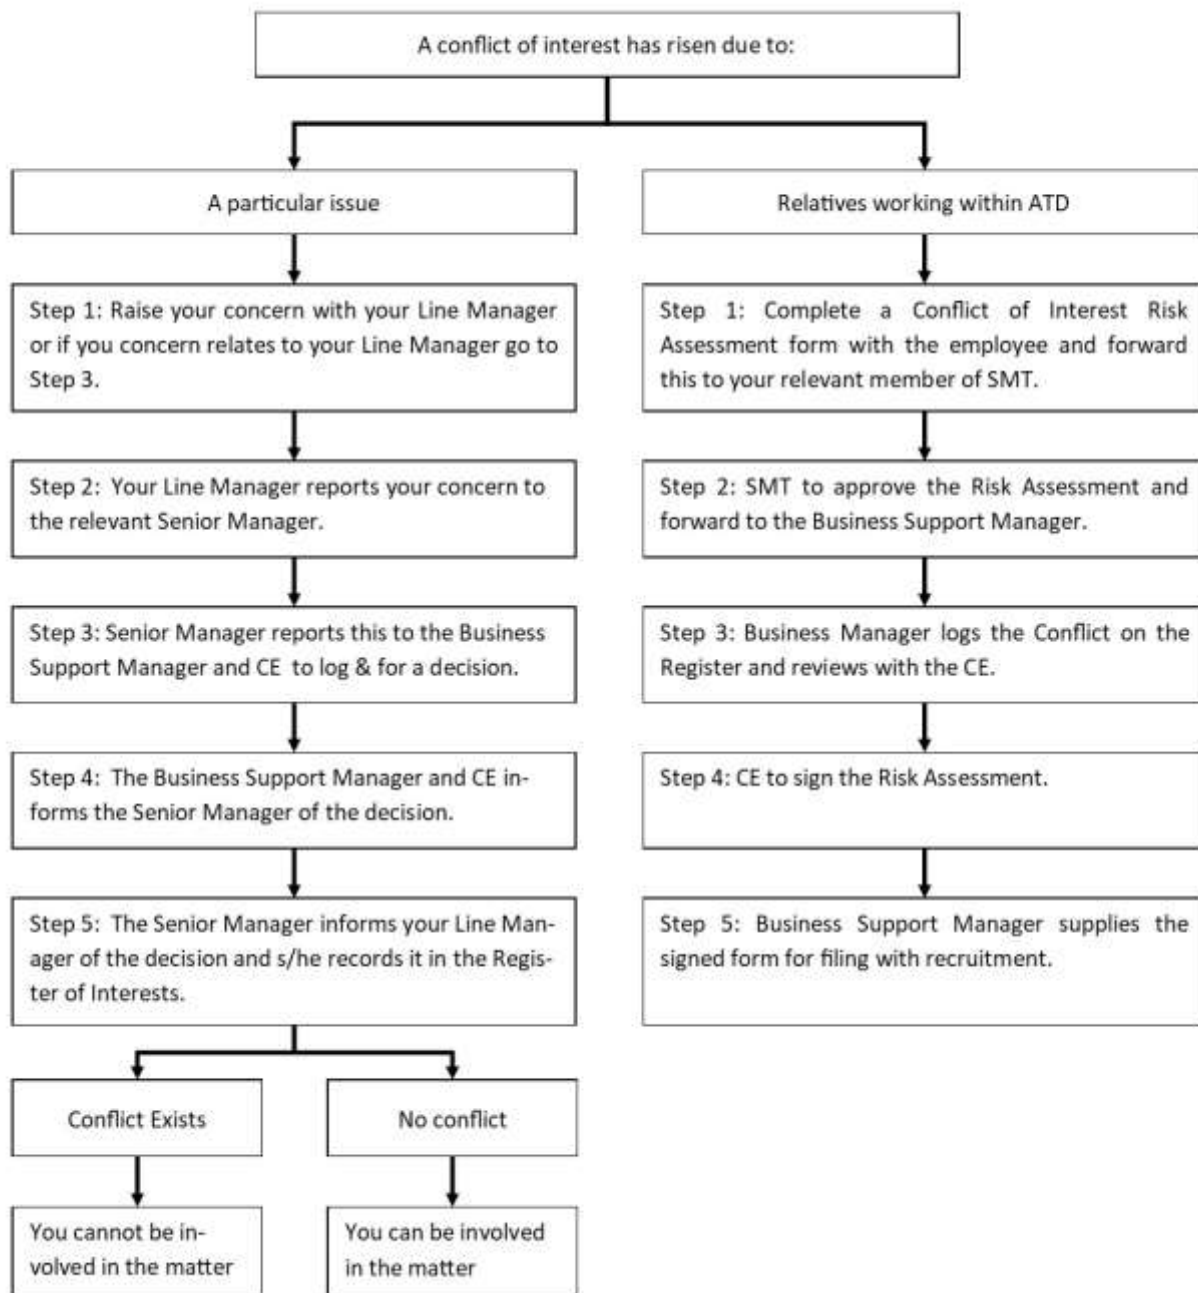 A conflict of interest has risen due to:
A particular issue
Step 1: Raise your concern with your Line Manager
or if you concern relates to your Line Manager go to
Step 3.
Step 2:  Your Line Manager reports your concern to
the relevant Senior Manager.
Step 3: Senior Manager reports this to the Business
Support Manager and CE  to log & for a decision.
Step 4:  The Business Support Manager and CE in-
forms the Senior Manager of the decision.
Step 5:  The Senior Manager informs your Line Man-
ager of the decision and s/he records it in the Regis-
ter of Interests.
Conflict Exists
You cannot be in-
volved in the matter
No conflict
You can be involved
in the matter
Relatives working within ATD
Step 1: Complete a Conflict of Interest Risk
Assessment form with the employee and forward
this to your relevant member of SMT.
Step 2: SMT to approve the Risk Assessment and
forward to the Business Support Manager.
Step 3: Business Manager logs the Conflict on the
Register and reviews with the CE.
Step 4: CE to sign the Risk Assessment.
Step 5: Business Support Manager supplies the
signed form for filing with recruitment.